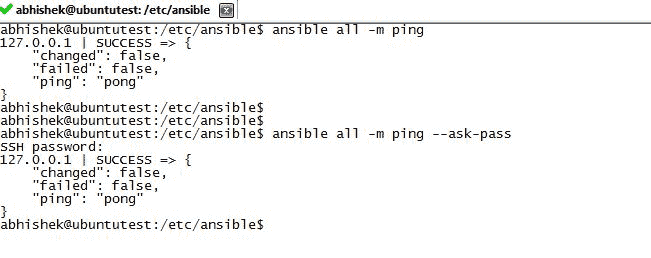 abhishek@ubuntutest: /etc/ansible
abhishek@ubuntutest:/etc/ansible$ ansible all -m ping
127.0.0.1 | SUCCESS => {
    "changed": false,
    "failed": false,
    "ping": "pong"
}
abhishek@ubuntutest:/etc/ansible$
abhishek@ubuntutest:/etc/ansible$
abhishek@ubuntutest:/etc/ansible$ ansible all -m ping --ask-pass
SSH password:
127.0.0.1 | SUCCESS => {
    "changed": false,
    "failed": false,
    "ping": "pong"
}
abhishek@ubuntutest:/etc/ansible$